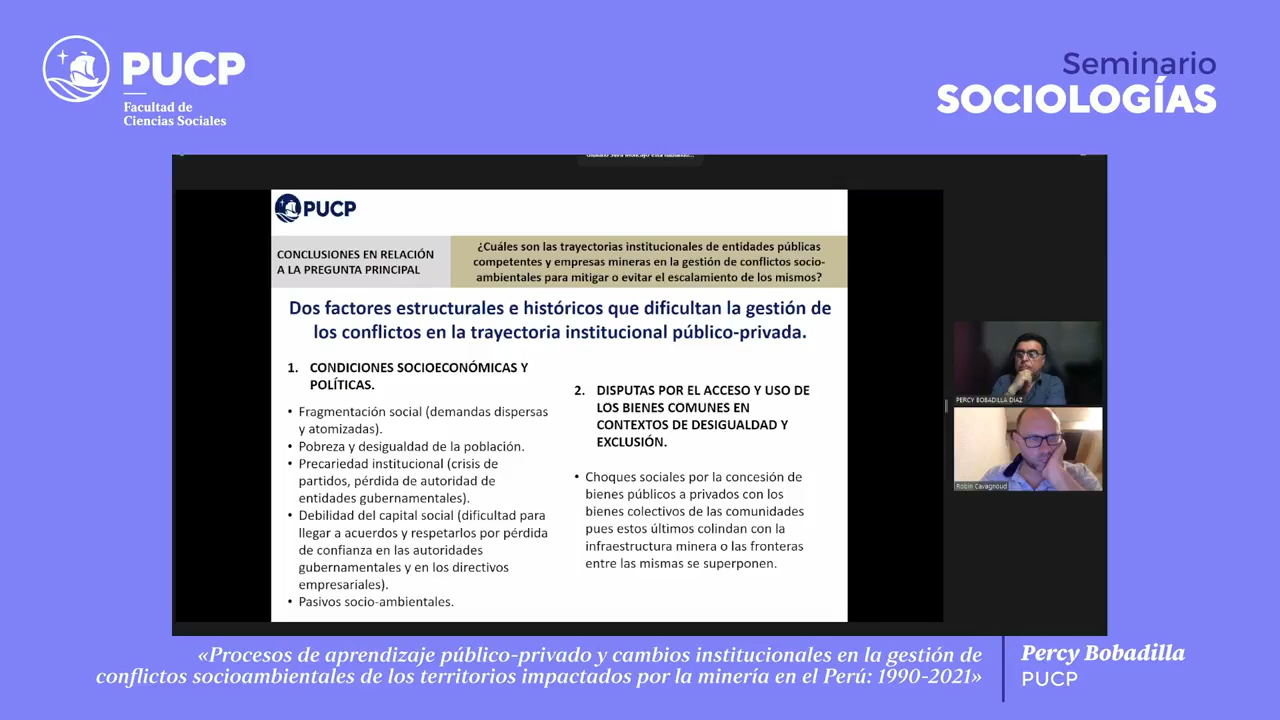 PUCP
Facultad de
Ciencias Sociales
Seminario
SOCIOLOGÍAS
PUCP
CONCLUSIONES EN RELACIÓN
A LA PREGUNTA PRINCIPAL
¿Cuáles son las trayectorias institucionales de entidades públicas
competentes y empresas mineras en la gestión de conflictos socio-
ambientales para mitigar o evitar el escalamiento de los mismos?
Dos factores estructurales e históricos que dificultan la gestión de
los conflictos en la trayectoria institucional público-privada.
1. CONDICIONES SOCIOECONÓMICAS Y
POLÍTICAS.
• Fragmentación social (demandas dispersas
y atomizadas).
• Pobreza y desigualdad de la población.
• Precariedad institucional (crisis de
partidos, pérdida de autoridad de
entidades gubernamentales).
• Debilidad del capital social (dificultad para
llegar a acuerdos y respetarlos por pérdida
de confianza en las autoridades
gubernamentales y en los directivos
empresariales).
• Pasivos socio-ambientales.
2. DISPUTAS POR EL ACCESO Y USO DE
LOS BIENES COMUNES EN
CONTEXTOS DE DESIGUALDAD Y
EXCLUSIÓN.
• Choques sociales por la concesión de
bienes públicos a privados con los
bienes colectivos de las comunidades
pues estos últimos colindan con la
infraestructura minera o las fronteras
entre las mismas se superponen.
PERCY BOBADILLA DIAZ
Robin Cavagnoud
«Procesos de aprendizaje público-privado y cambios institucionales en la gestión de
conflictos socioambientales de los territorios impactados por la minería en el Perú: 1990-2021»
Percy Bobadilla
PUCP